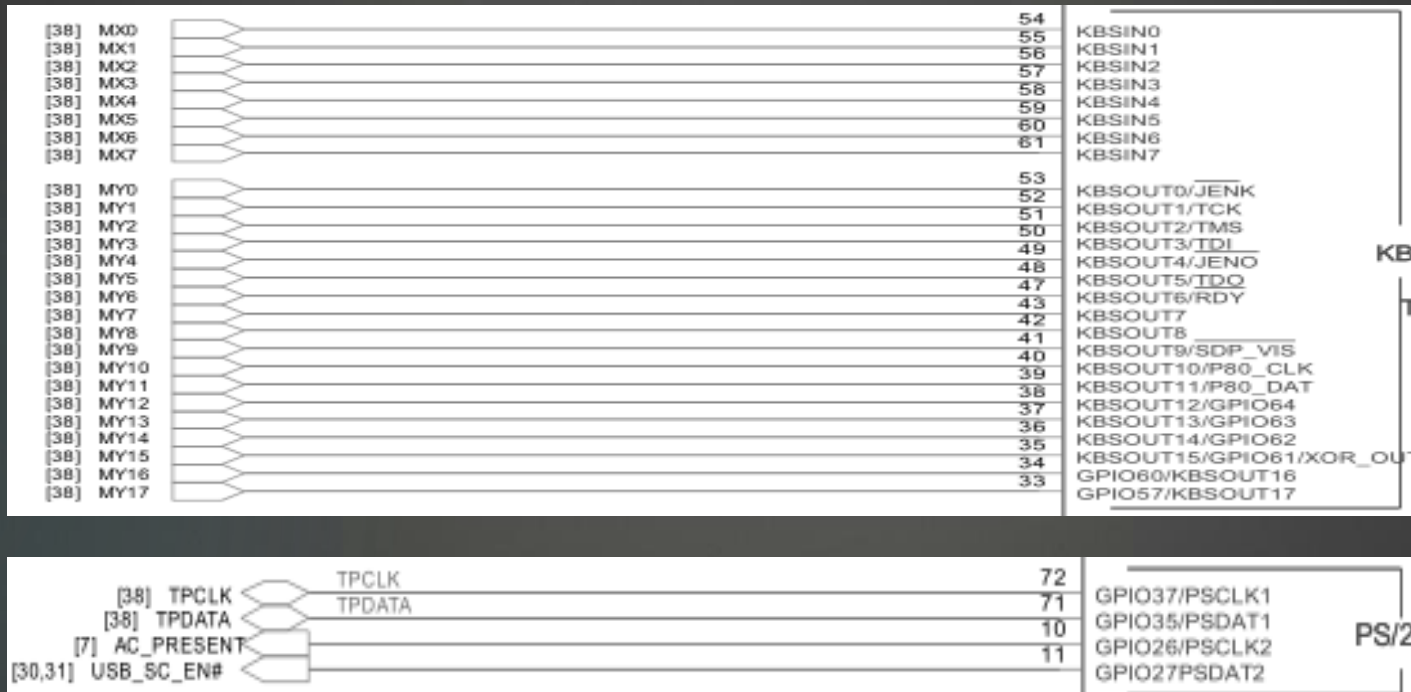 [38] MX0 54 KBSIN0
[38] MX1 55 KBSIN1
[38] MX2 56 KBSIN2
[38] MX3 57 KBSIN3
[38] MX4 58 KBSIN4
[38] MX5 59 KBSIN5
[38] MX6 60 KBSIN6
[38] MX7 61 KBSIN7
[38] MY0 53 KBSOUT0/JENK
[38] MY1 52 KBSOUT1/TCK
[38] MY2 51 KBSOUT2/TMS
[38] MY3 50 KBSOUT3/TDI
[38] MY4 49 KBSOUT4/JEN0 KB
[38] MY5 48 KBSOUT5/TDO
[38] MY6 47 KBSOUT6/RDY
[38] MY7 43 KBSOUT7 T
[38] MY8 42 KBSOUT8
[38] MY9 41 KBSOUT9/SDP_VIS
[38] MY10 40 KBSOUT10/P80_CLK
[38] MY11 39 KBSOUT11/P80_DAT
[38] MY12 38 KBSOUT12/GPIO64
[38] MY13 37 KBSOUT13/GPIO63
[38] MY14 36 KBSOUT14/GPIO62
[38] MY15 35 KBSOUT15/GPIO61/XOR_OUT
[38] MY16 34 GPIO60/KBSOUT16
[38] MY17 33 GPIO57/KBSOUT17
[38] TPCLK TPCLK 72 GPIO37/PSCLK1
[38] TPDATA TPDATA 71 GPIO35/PSDAT1
[7] AC_PRESENT 10 GPIO26/PSCLK2 PS/2
[30,31] USB_SC_EN# 11 GPIO27PSDAT2